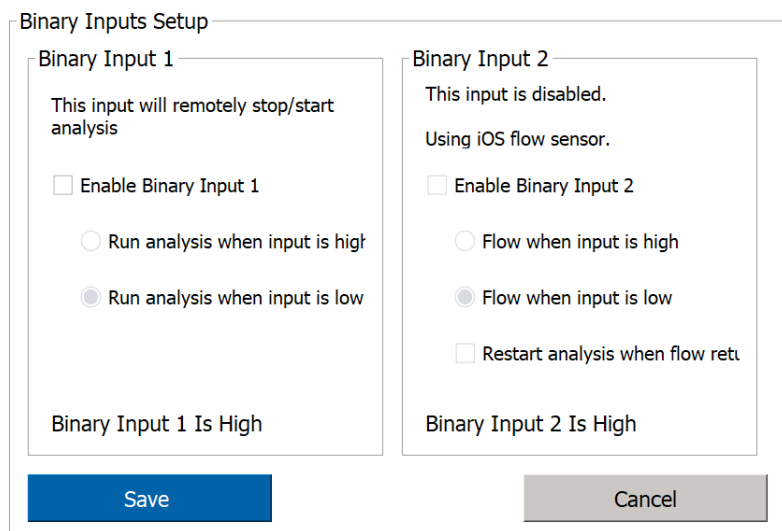 Binary Inputs Setup
Binary Input 1
This input will remotely stop/start
analysis
Enable Binary Input 1
Run analysis when input is high
Run analysis when input is low
Binary Input 1 Is High
Binary Input 2
This input is disabled.
Using iOS flow sensor.
Enable Binary Input 2
Flow when input is high
Flow when input is low
Restart analysis when flow retu
Binary Input 2 Is High
Save
Cancel